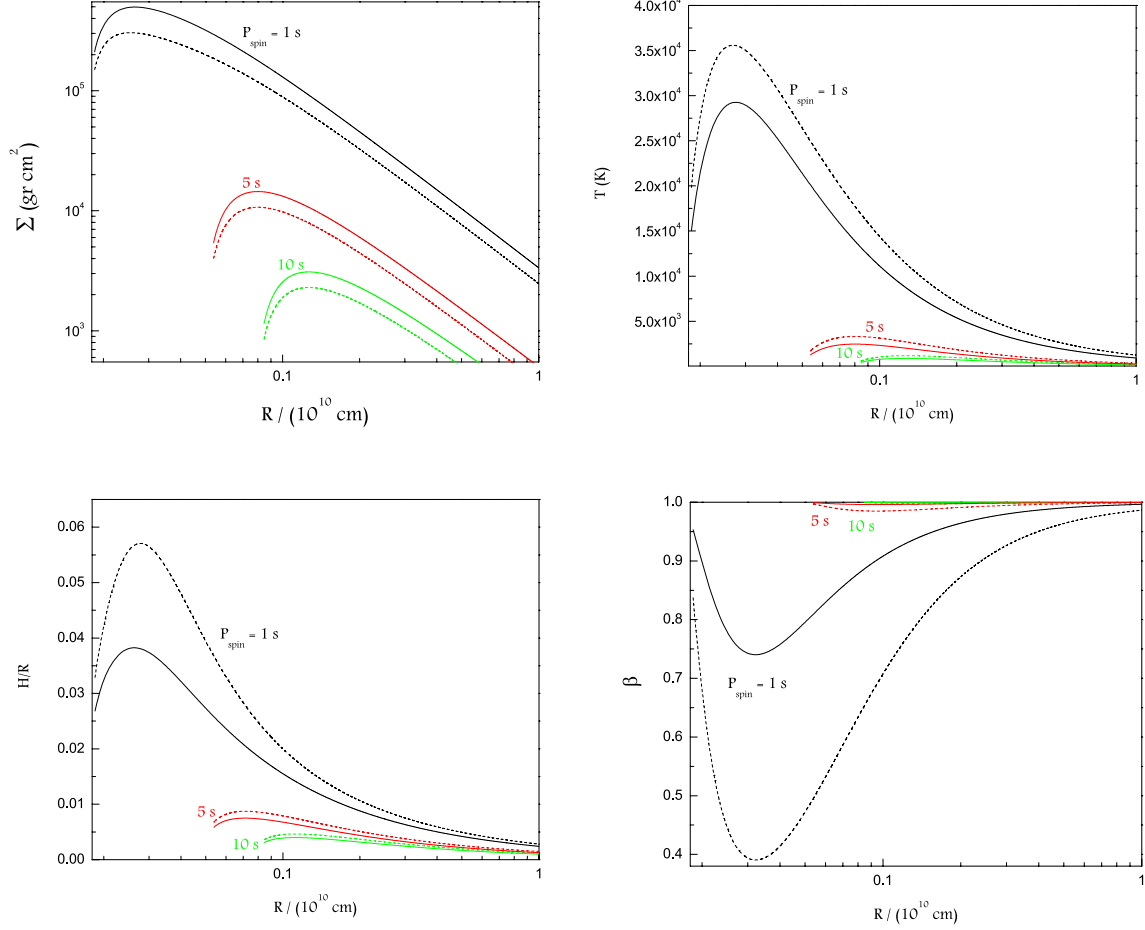 P_spin = 1 s
5 s
10 s
10^5
10^4
10^3
Σ (gr cm^2)
0.1
1
R / (10^10 cm)
4.0x10^4
3.5x10^4
3.0x10^4
2.5x10^4
2.0x10^4
1.5x10^4
1.0x10^4
5.0x10^3
T (K)
P_spin = 1 s
5 s
10 s
0.1
1
R / (10^10 cm)
0.06
0.05
0.04
0.03
0.02
0.01
0.00
H/R
P_spin = 1 s
5 s
10 s
0.1
1
R / (10^10 cm)
1.0
0.9
0.8
0.7
0.6
0.5
0.4
β
5 s
10 s
P_spin = 1 s
0.1
1
R / (10^10 cm)